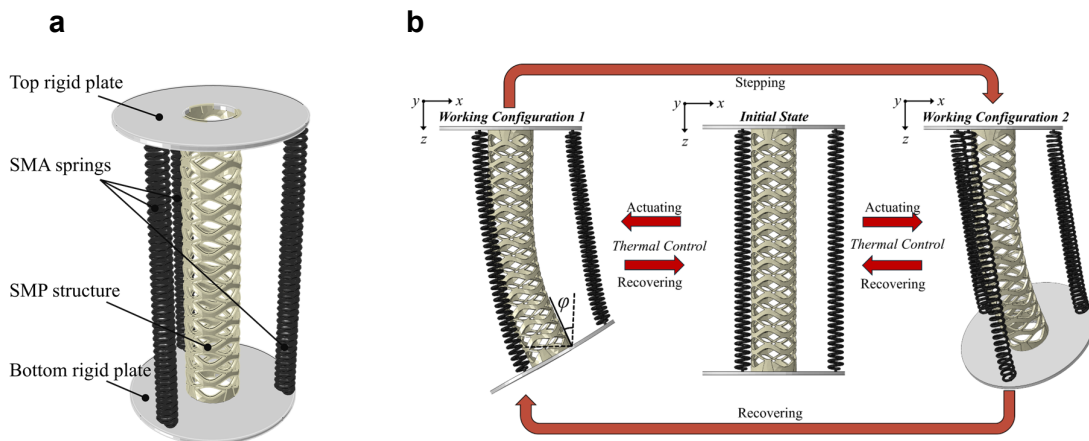 a
b
Top rigid plate
SMA springs
SMP structure
Bottom rigid plate
Stepping
y x
Working Configuration 1
z
y x
Initial State
z
y x
Working Configuration 2
z
Actuating
Thermal Control
Recovering
Actuating
Thermal Control
Recovering
φ
Recovering